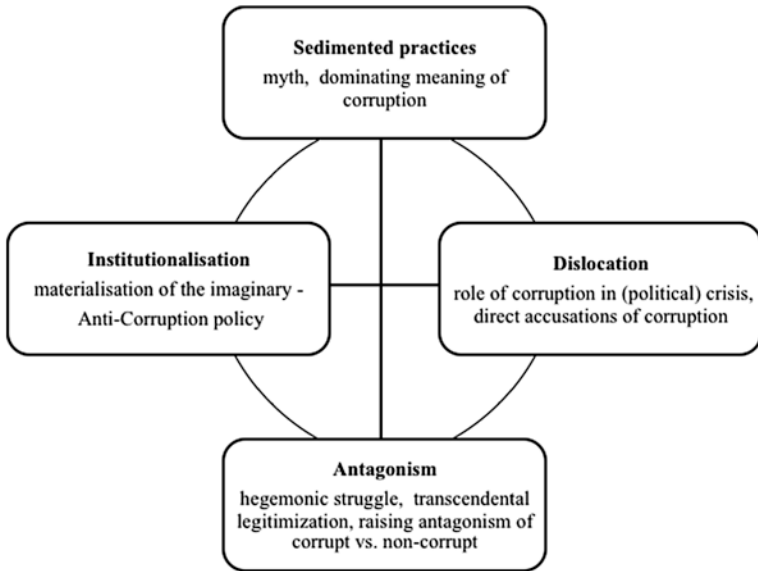 Sedimented practices
myth, dominating meaning of
corruption
Institutionalisation
materialisation of the imaginary -
Anti-Corruption policy
Dislocation
role of corruption in (political) crisis,
direct accusations of corruption
Antagonism
hegemonic struggle, transcendental
legitimization, raising antagonism of
corrupt vs. non-corrupt